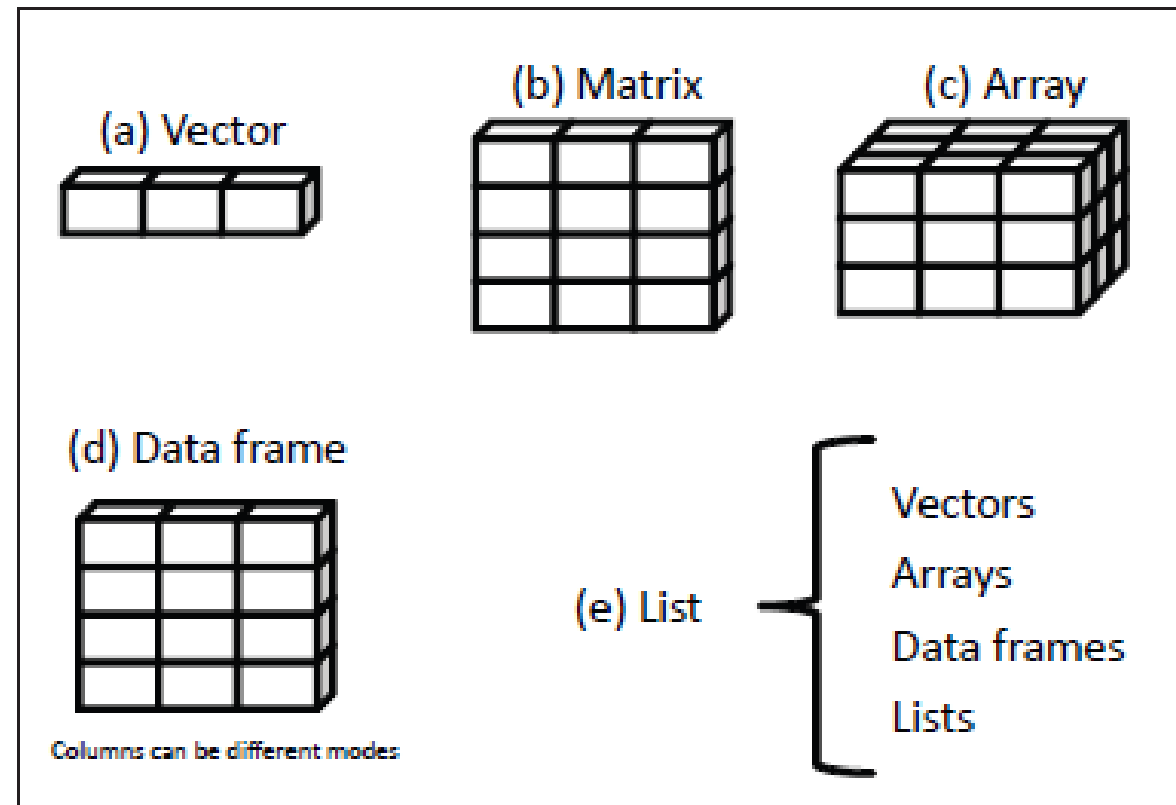 (a) Vector
(b) Matrix
(c) Array
(d) Data frame
Columns can be different modes
(e) List
Vectors
Arrays
Data frames
Lists